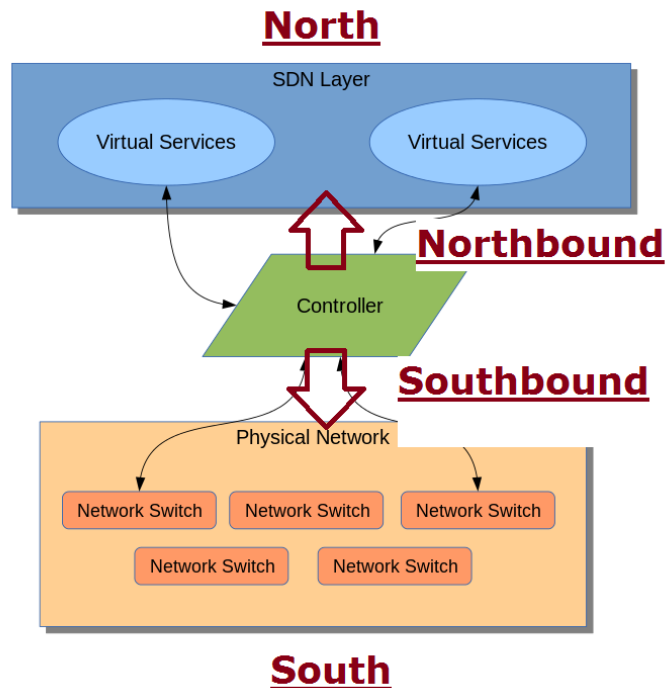 North
SDN Layer
Virtual Services
Virtual Services
Northbound
Controller
Southbound
Physical Network
Network Switch
Network Switch
Network Switch
Network Switch
Network Switch
South